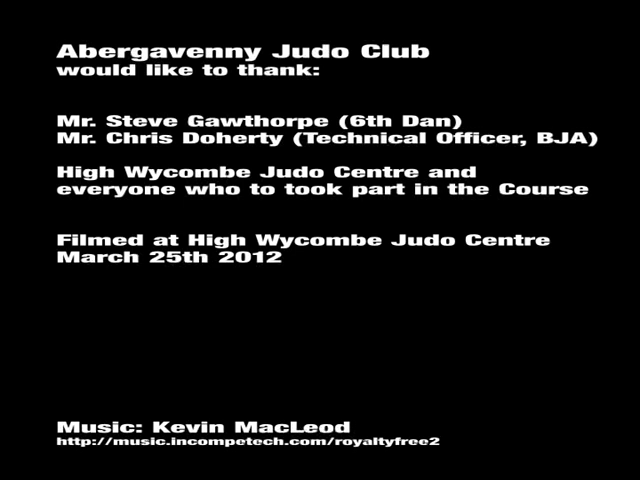 Abergavenny Judo Club
would like to thank:
Mr. Steve Gawthorpe (6th Dan)
Mr. Chris Doherty (Technical Officer, BJA)
High Wycombe Judo Centre and
everyone who to took part in the Course
Filmed at High Wycombe Judo Centre
March 25th 2012
Music: Kevin MacLeod
http://music.incompetech.com/royaltyfree2